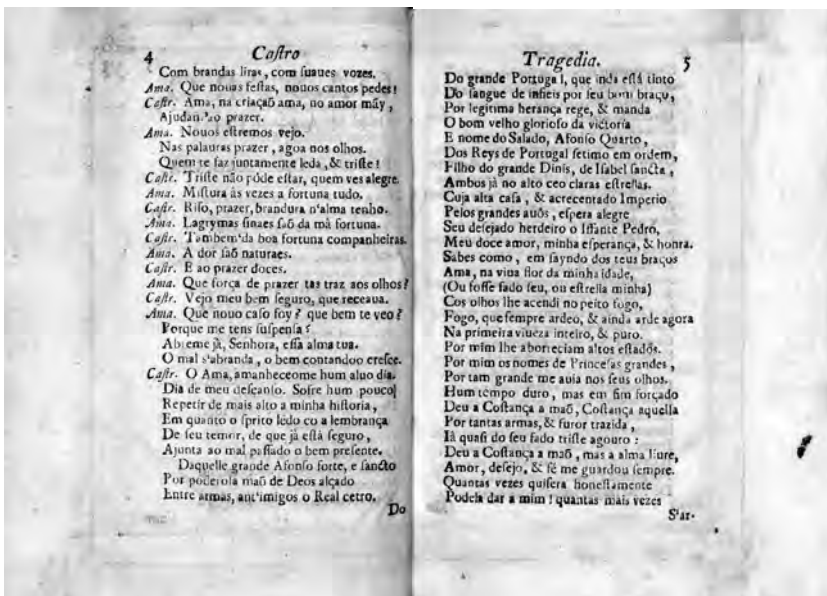 4 Caſtro
Com brandas liras, com ſuaues vozes.
Ama. Que nouas feſtas, nouos cantos pedes?
Caſtr. Ama, na criaçaõ ama, no amor mãy,
Ajudam'ao prazer.
Ama. Nouos eſtremos vejo.
Nas palauras prazer, agoa nos olhos.
Quem te faz juntamente leda, & triſte?
Caſtr. Triſte não póde eſtar, quem ves alegre.
Ama. Miſtura às vezes a fortuna tudo.
Caſtr. Riſo, prazer, brandura n'alma tenho.
Ama. Lagrymas ſinaes ſaõ da mà fortuna.
Caſtr. Tambem'da boa fortuna companheiras.
Ama. A dor ſaõ naturaes.
Caſtr. E ao prazer doces.
Ama. Que força de prazer tas traz aos olhos?
Caſtr. Vejo meu bem ſeguro, que receaua.
Ama. Que nouo caſo foy? que bem te veo?
Porque me tens ſuſpenſa?
Abreme jà, Senhora, eſſa alma tua.
O mal s'abranda, o bem contandoo creſce.
Caſtr. O Ama, amanheceome hum aluo dia.
Dia de meu deſcanſo. Sofre hum pouco
Repetir de mais alto a minha hiſtoria,
Em quanto o ſprito lédo co a lembrança
De ſeu temor, de que jà eſtà ſeguro,
Ajunta ao mal paſſado o bem preſente.
Daquelle grande Afonſo forte, e ſancto
Por poderoſa maõ de Deos alçado
Entre armas, ant'imigos o Real cetro.
Do
Tragedia. 5
Do grande Portugal, que inda eſtá tinto
Do ſangue de infieis por ſeu bom braço,
Por legitima herança rege, & manda
O bom velho glorioſo da victoria
E nome do Salado, Afonſo Quarto,
Dos Reys de Portugal ſetimo em ordem,
Filho do grande Dinis, de Iſabel ſancta,
Ambos jà no alto ceo claras eſtrellas.
Cuja alta caſa, & acrecentado Imperio
Pelos grandes auòs, eſpera alegre
Seu deſejado herdeiro o Iffante Pedro,
Meu doce amor, minha eſperança, & honra.
Sabes como, em ſayndo dos teus braços
Ama, na viua flor da minha idade,
(Ou foſſe fado ſeu, ou eſtrella minha)
Cos olhos lhe acendi no peito fogo,
Fogo, que ſempre ardeo, & ainda arde agora
Na primeira viueza inteiro, & puro.
Por mim lhe aborreciam altos eſtados.
Por mim os nomes de Princeſas grandes,
Por tam grande me auia nos ſeus olhos.
Hum tempo duro, mas em fim forçado
Deu a Coſtança a maõ, Coſtança aquella
Por tantas armas, & furor trazida,
Ià quaſi do ſeu fado triſte agouro:
Deu a Coſtança a maõ, mas a alma liure,
Amor, deſejo, & fé me guardou ſempre.
Quantas vezes quiſera honeſtamente
Podela dar a mim! quantas mais vezes
S'ar-